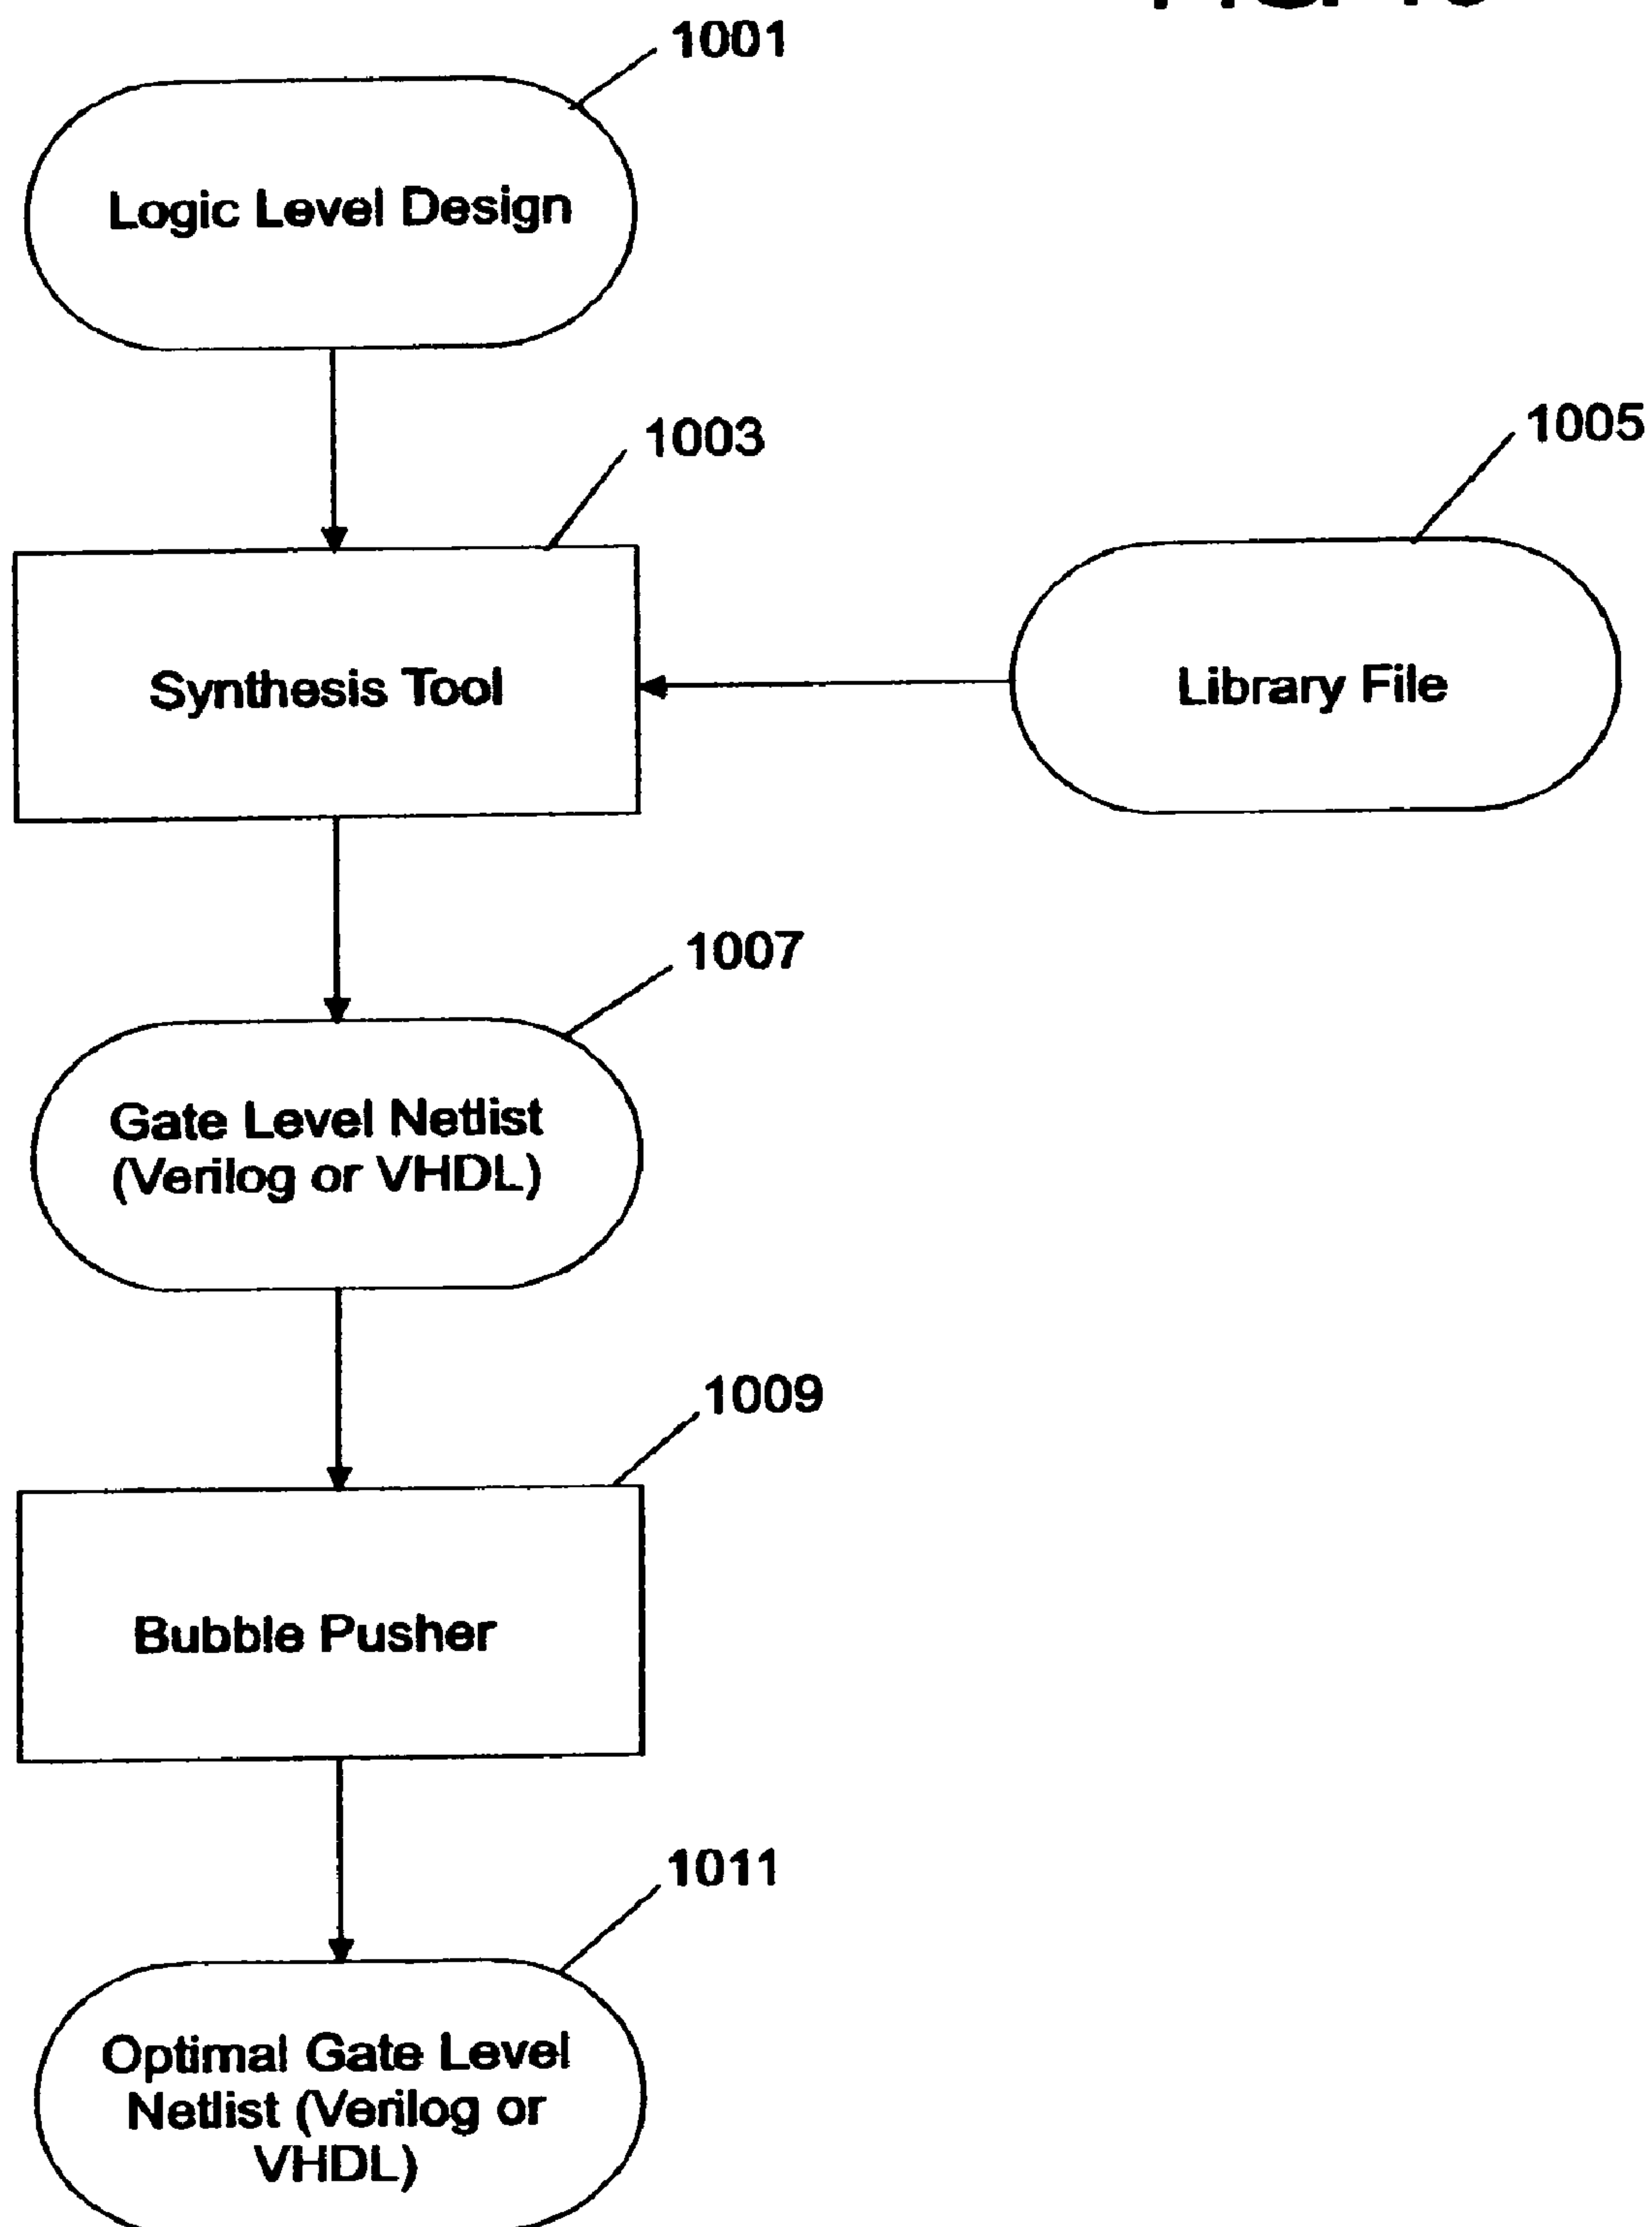 1001
Logic Level Design
1003
1005
Synthesis Tool
Library File
1007
Gate Level Netlist
(Verilog or VHDL)
1009
Bubble Pusher
1011
Optimal Gate Level
Netlist (Verilog or
VHDL)